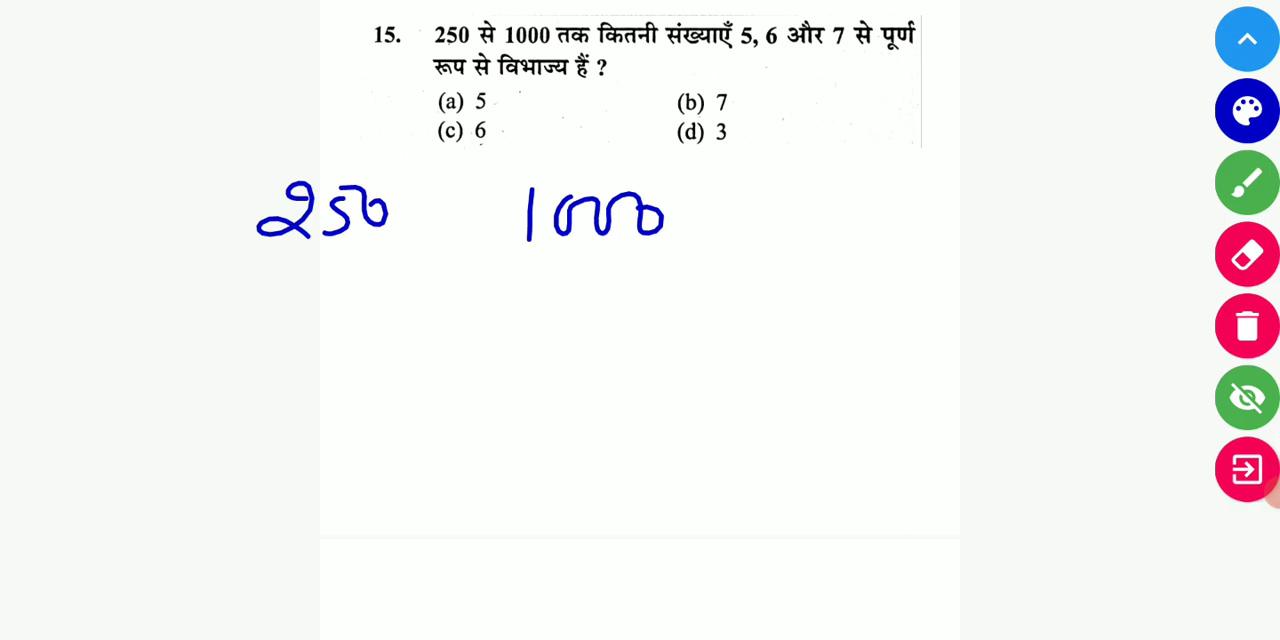 15. 250 से 1000 तक कितनी संख्याएँ 5, 6 और 7 से पूर्ण
रूप से विभाज्य हैं ?
(a) 5 (b) 7
(c) 6 (d) 3
250 1000